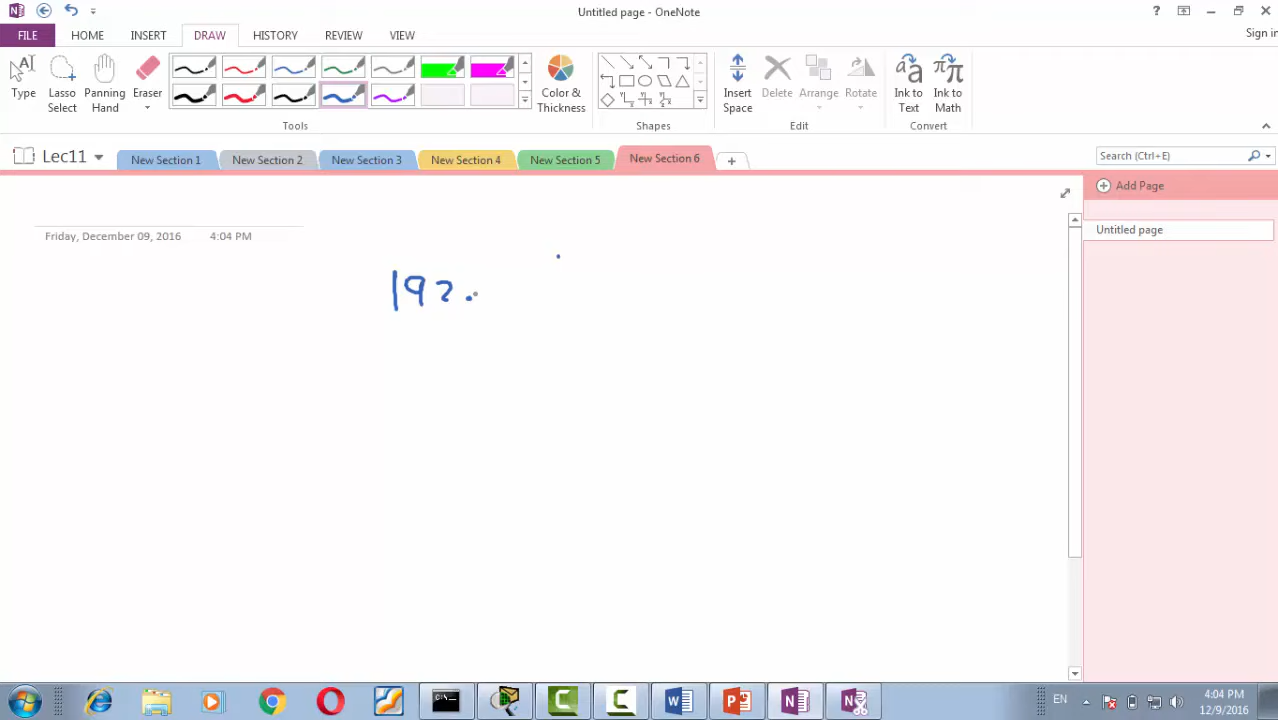 Untitled page - OneNote
?
Sign in
FILE HOME INSERT DRAW HISTORY REVIEW VIEW
Type
Lasso Select
Panning Hand
Eraser
Color & Thickness
Insert Space
Delete
Arrange
Rotate
Ink to Text
Ink to Math
Tools
Shapes
Edit
Convert
Lec11
New Section 1
New Section 2
New Section 3
New Section 4
New Section 5
New Section 6
Search (Ctrl+E)
Add Page
Untitled page
Friday, December 09, 2016 4:04 PM
192.
EN
4:04 PM
12/9/2016